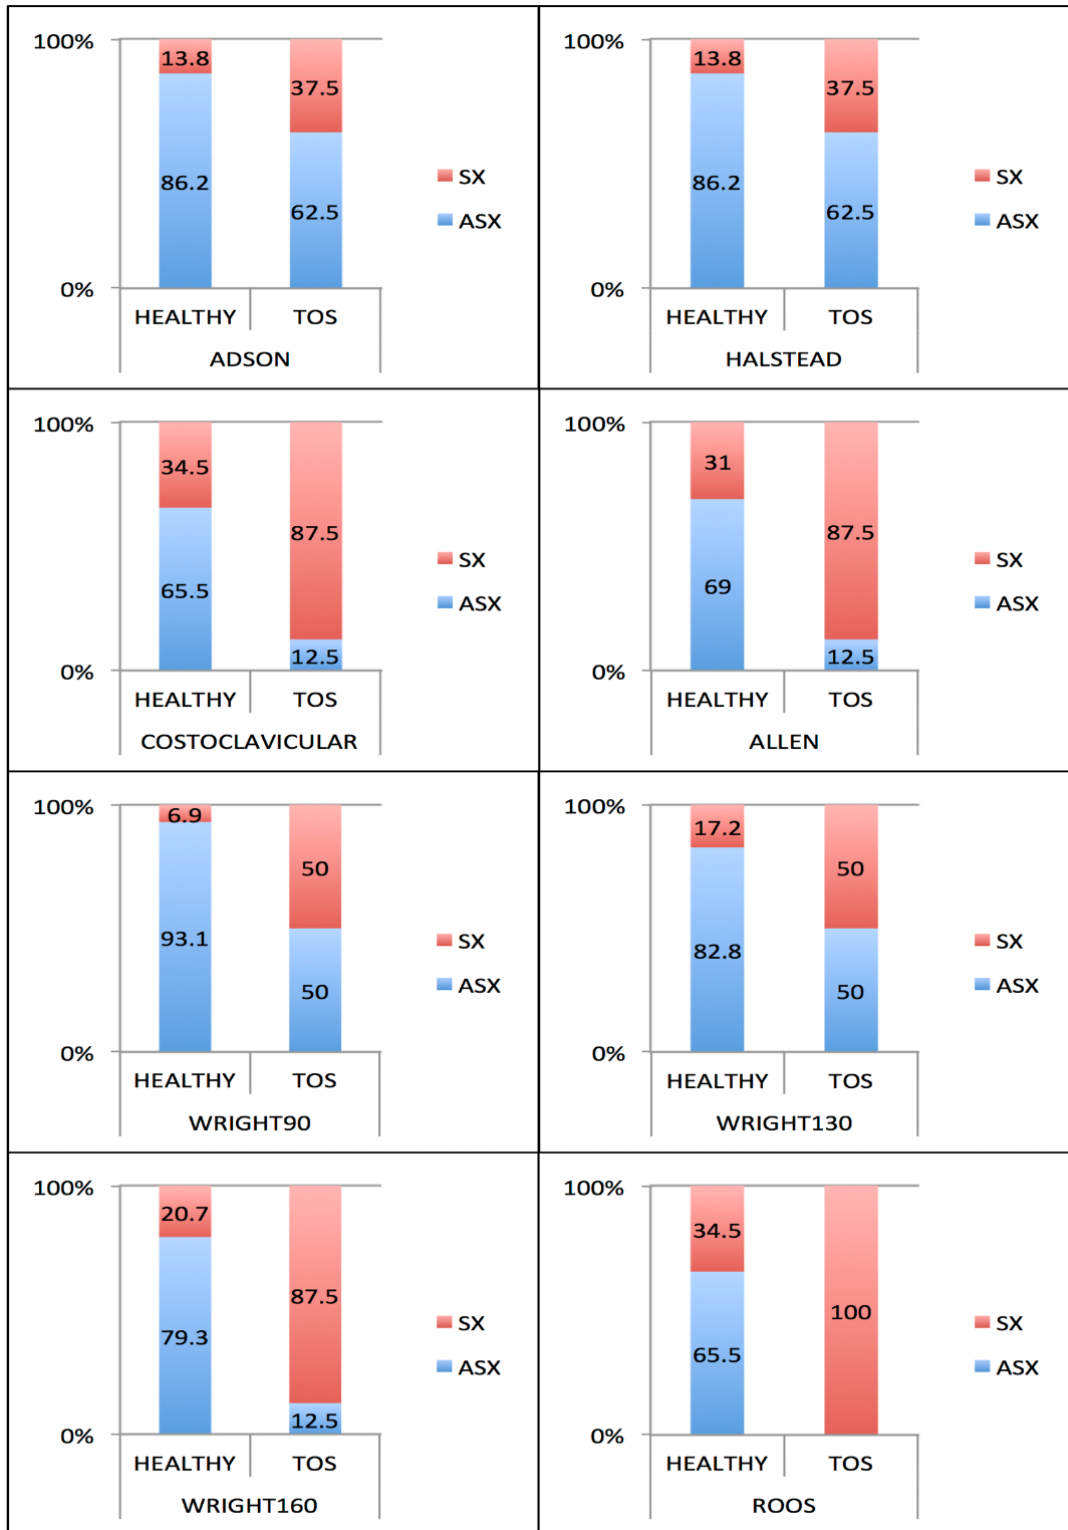 100%
13.8
37.5
86.2
62.5
SX
ASX
0%
HEALTHY TOS
ADSON
100%
13.8
37.5
86.2
62.5
SX
ASX
0%
HEALTHY TOS
HALSTEAD
100%
34.5
87.5
65.5
12.5
SX
ASX
0%
HEALTHY TOS
COSTOCLAVICULAR
100%
31
87.5
69
12.5
SX
ASX
0%
HEALTHY TOS
ALLEN
100%
6.9
50
93.1
50
SX
ASX
0%
HEALTHY TOS
WRIGHT90
100%
17.2
50
82.8
50
SX
ASX
0%
HEALTHY TOS
WRIGHT130
100%
20.7
87.5
79.3
12.5
SX
ASX
0%
HEALTHY TOS
WRIGHT160
100%
34.5
100
65.5
SX
ASX
0%
HEALTHY TOS
ROOS